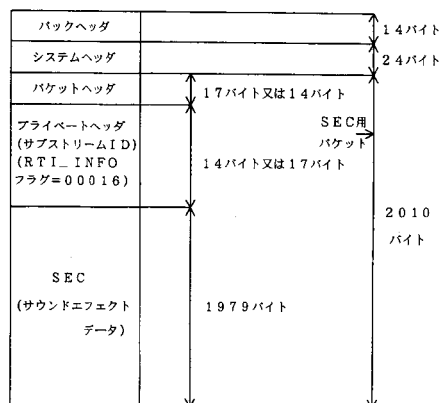 パックヘッダ
14バイト
システムヘッダ
24バイト
パケットヘッダ
17バイト又は14バイト
プライベートヘッダ
(サブストリームID)
(RTI_INFO
フラグ=00016)
14バイト又は17バイト
SEC用
パケット
2010
バイト
SEC
(サウンドエフェクト
データ)
1979バイト